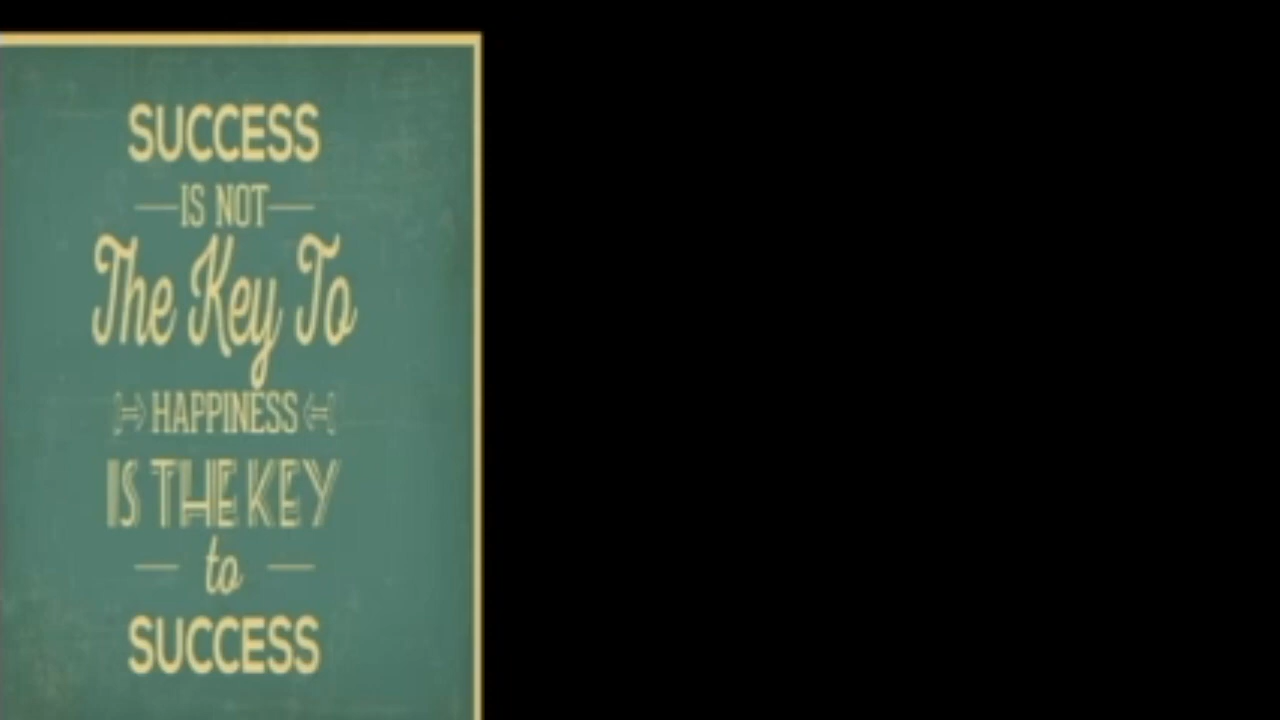 SUCCESS
IS NOT
The Key To
HAPPINESS
IS THE KEY
to
SUCCESS